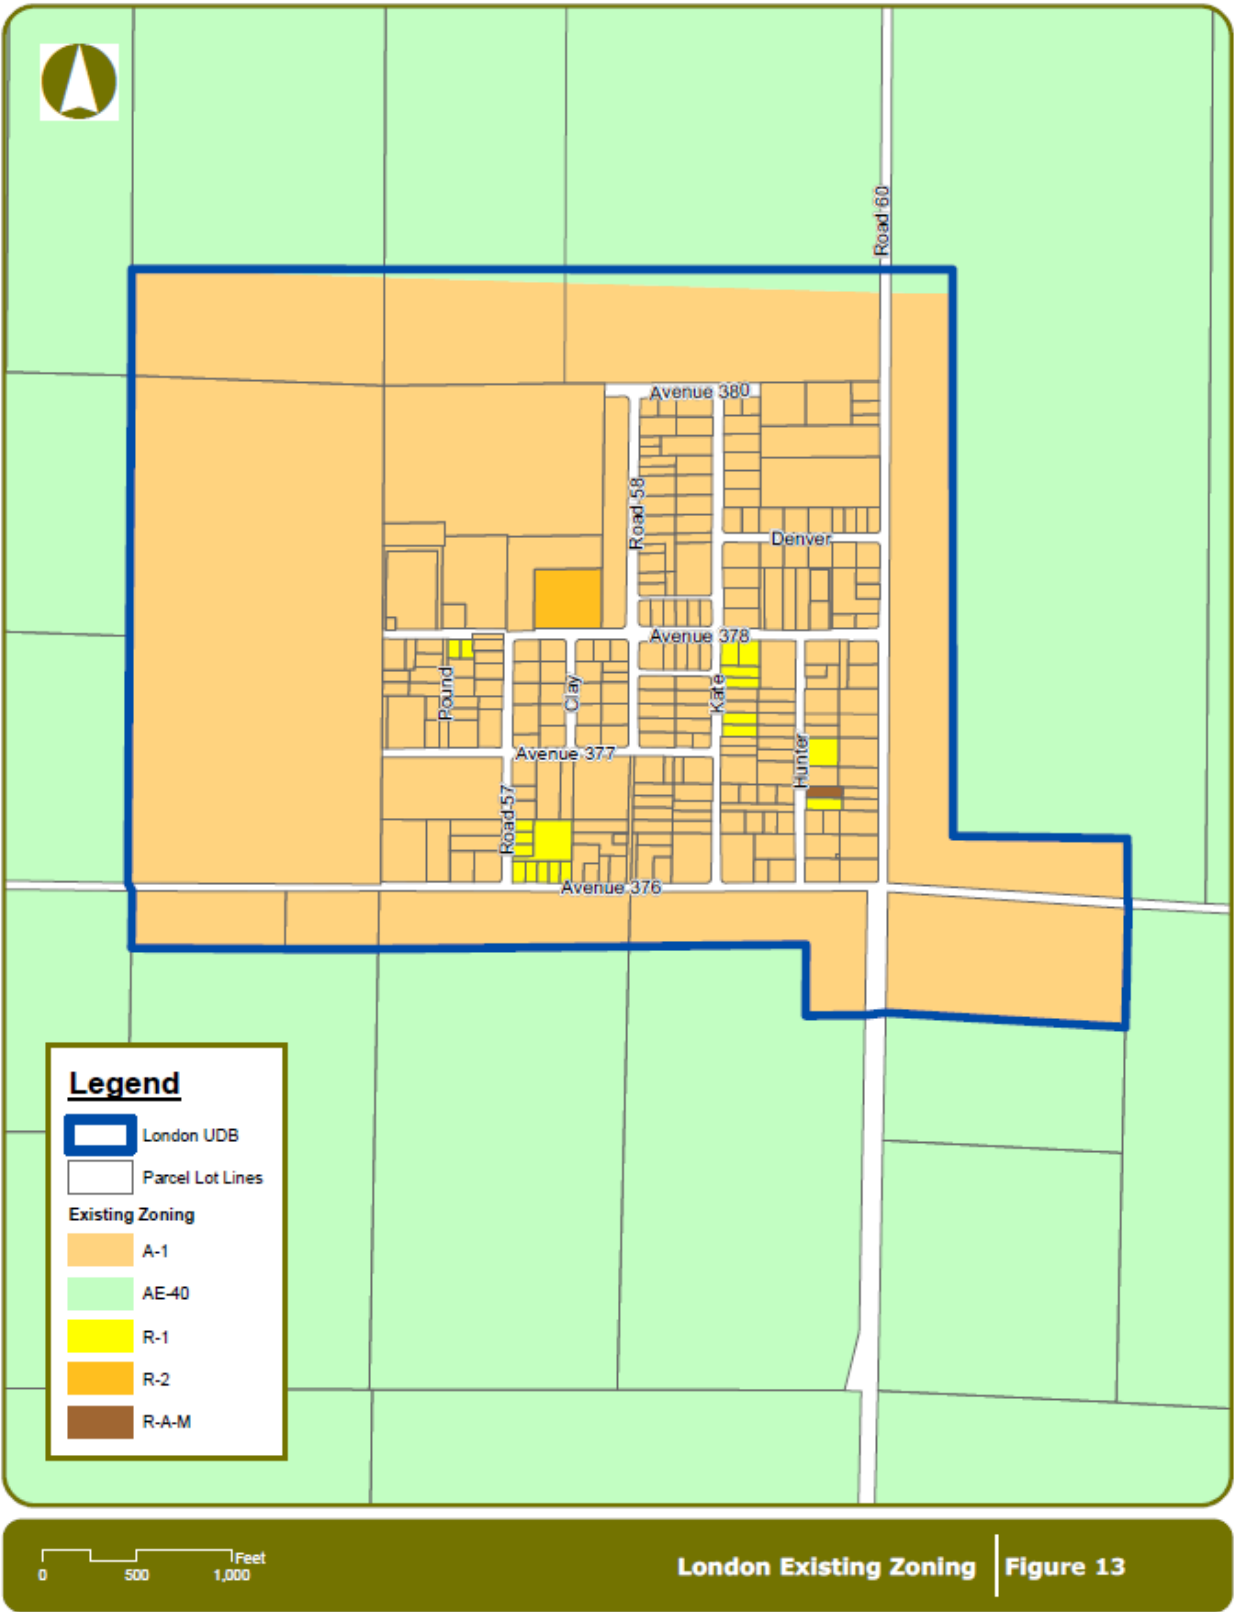 Road 60
Avenue 380
Road 58
Denver
Avenue 378
Pound
Clay
Kate
Avenue 377
Hunter
Road 57
Avenue 376
Legend
London UDB
Parcel Lot Lines
Existing Zoning
A-1
AE-40
R-1
R-2
R-A-M
Feet
0 500 1,000
London Existing Zoning Figure 13